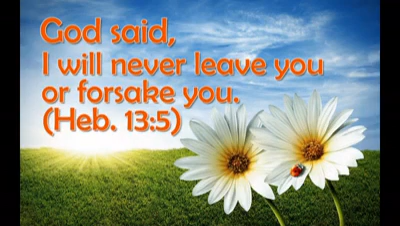 God said,
I will never leave you
or forsake you.
(Heb. 13:5)